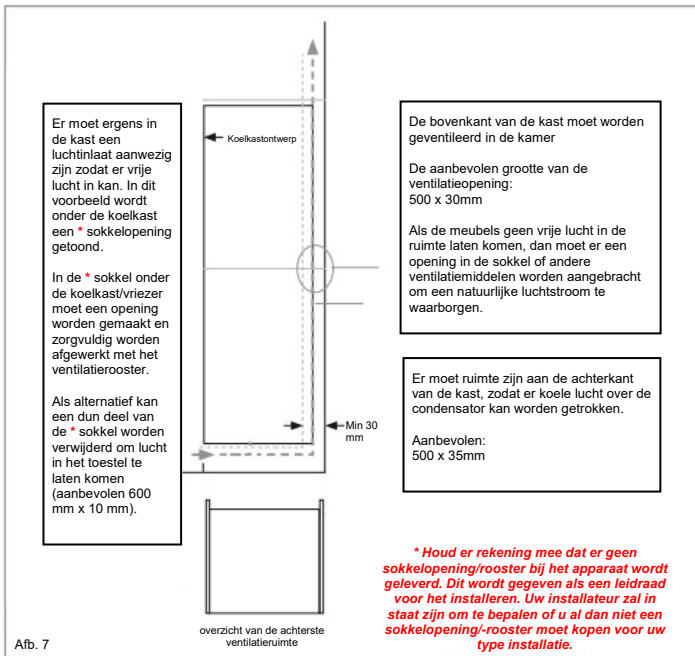 Er moet ergens in
de kast een
luchtinlaat aanwezig
zijn zodat er vrije
lucht in kan. In dit
voorbeeld wordt
onder de koelkast
een * sokkelopening
getoond.
In de * sokkel onder
de koelkast/vriezer
moet een opening
worden gemaakt en
zorgvuldig worden
afgewerkt met het
ventilatierooster.
Als alternatief kan
een dun deel van
de * sokkel worden
verwijderd om lucht
in het toestel te
laten komen
(aanbevolen 600
mm x 10 mm).
Koelkastontwerp
Min 30
mm
De bovenkant van de kast moet worden
geventileerd in de kamer
De aanbevolen grootte van de
ventilatieopening:
500 x 30mm
Als de meubels geen vrije lucht in de
ruimte laten komen, dan moet er een
opening in de sokkel of andere
ventilatiemiddelen worden aangebracht
om een natuurlijke luchtstroom te
waarborgen.
Er moet ruimte zijn aan de achterkant
van de kast, zodat er koele lucht over de
condensator kan worden getrokken.
Aanbevolen:
500 x 35mm
overzicht van de achterste
ventilatieruimte
* Houd er rekening mee dat er geen
sokkelopening/rooster bij het apparaat wordt
geleverd. Dit wordt gegeven als een leidraad
voor het installeren. Uw installateur zal in
staat zijn om te bepalen of u al dan niet een
sokkelopening/-rooster moet kopen voor uw
type installatie.
Afb. 7